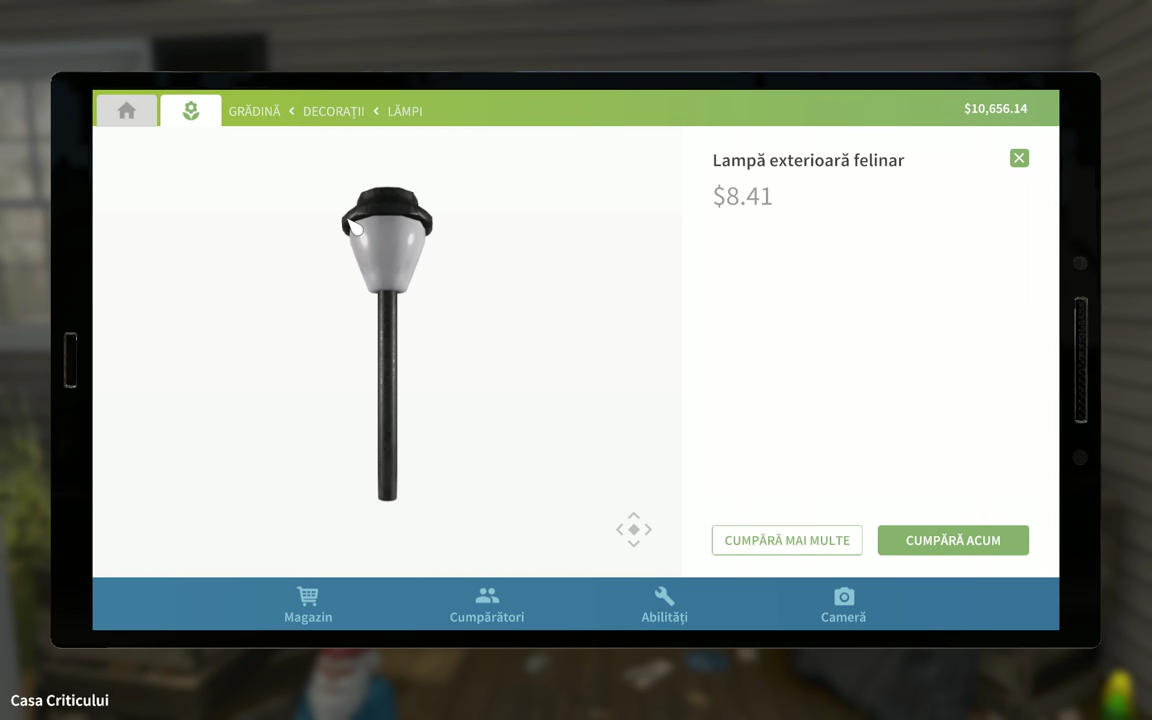 GRĂDINĂ < DECORAȚII < LĂMPI
$10,656.14
Lampă exterioară felinar
$8.41
CUMPĂRĂ MAI MULTE
CUMPĂRĂ ACUM
Magazin
Cumpărători
Abilități
Cameră
Casa Criticului